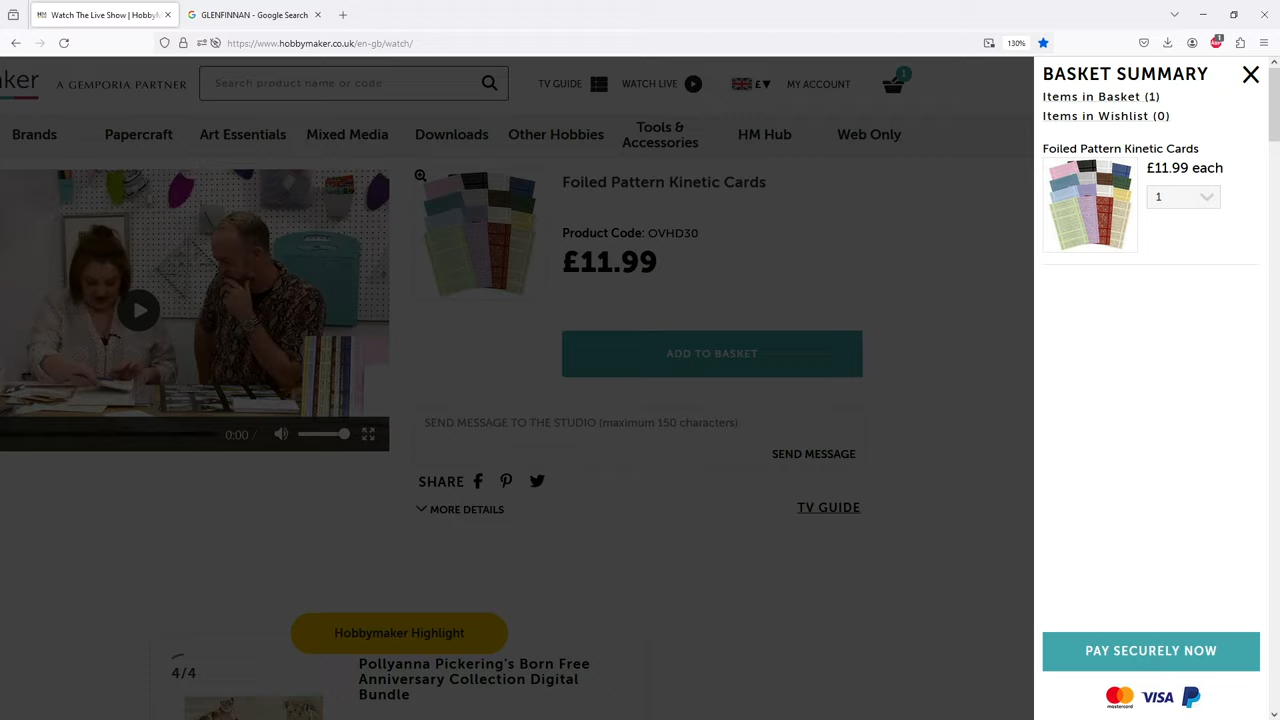 Watch The Live Show | HobbyM
GLENFINNAN - Google Search
https://www.hobbymaker.co.uk/en-gb/watch/
130%
1
aker
A GEMPORIA PARTNER
Search product name or code
TV GUIDE
WATCH LIVE
£
MY ACCOUNT
1
Brands
Papercraft
Art Essentials
Mixed Media
Downloads
Other Hobbies
Tools &
Accessories
HM Hub
Web Only
Foiled Pattern Kinetic Cards
Product Code: OVHD30
£11.99
ADD TO BASKET
SEND MESSAGE TO THE STUDIO (maximum 150 characters)
SEND MESSAGE
0:00 /
SHARE
MORE DETAILS
TV GUIDE
Hobbymaker Highlight
4/4
Pollyanna Pickering's Born Free
Anniversary Collection Digital
Bundle
BASKET SUMMARY
Items in Basket (1)
Items in Wishlist (0)
Foiled Pattern Kinetic Cards
£11.99 each
1
PAY SECURELY NOW
mastercard
VISA